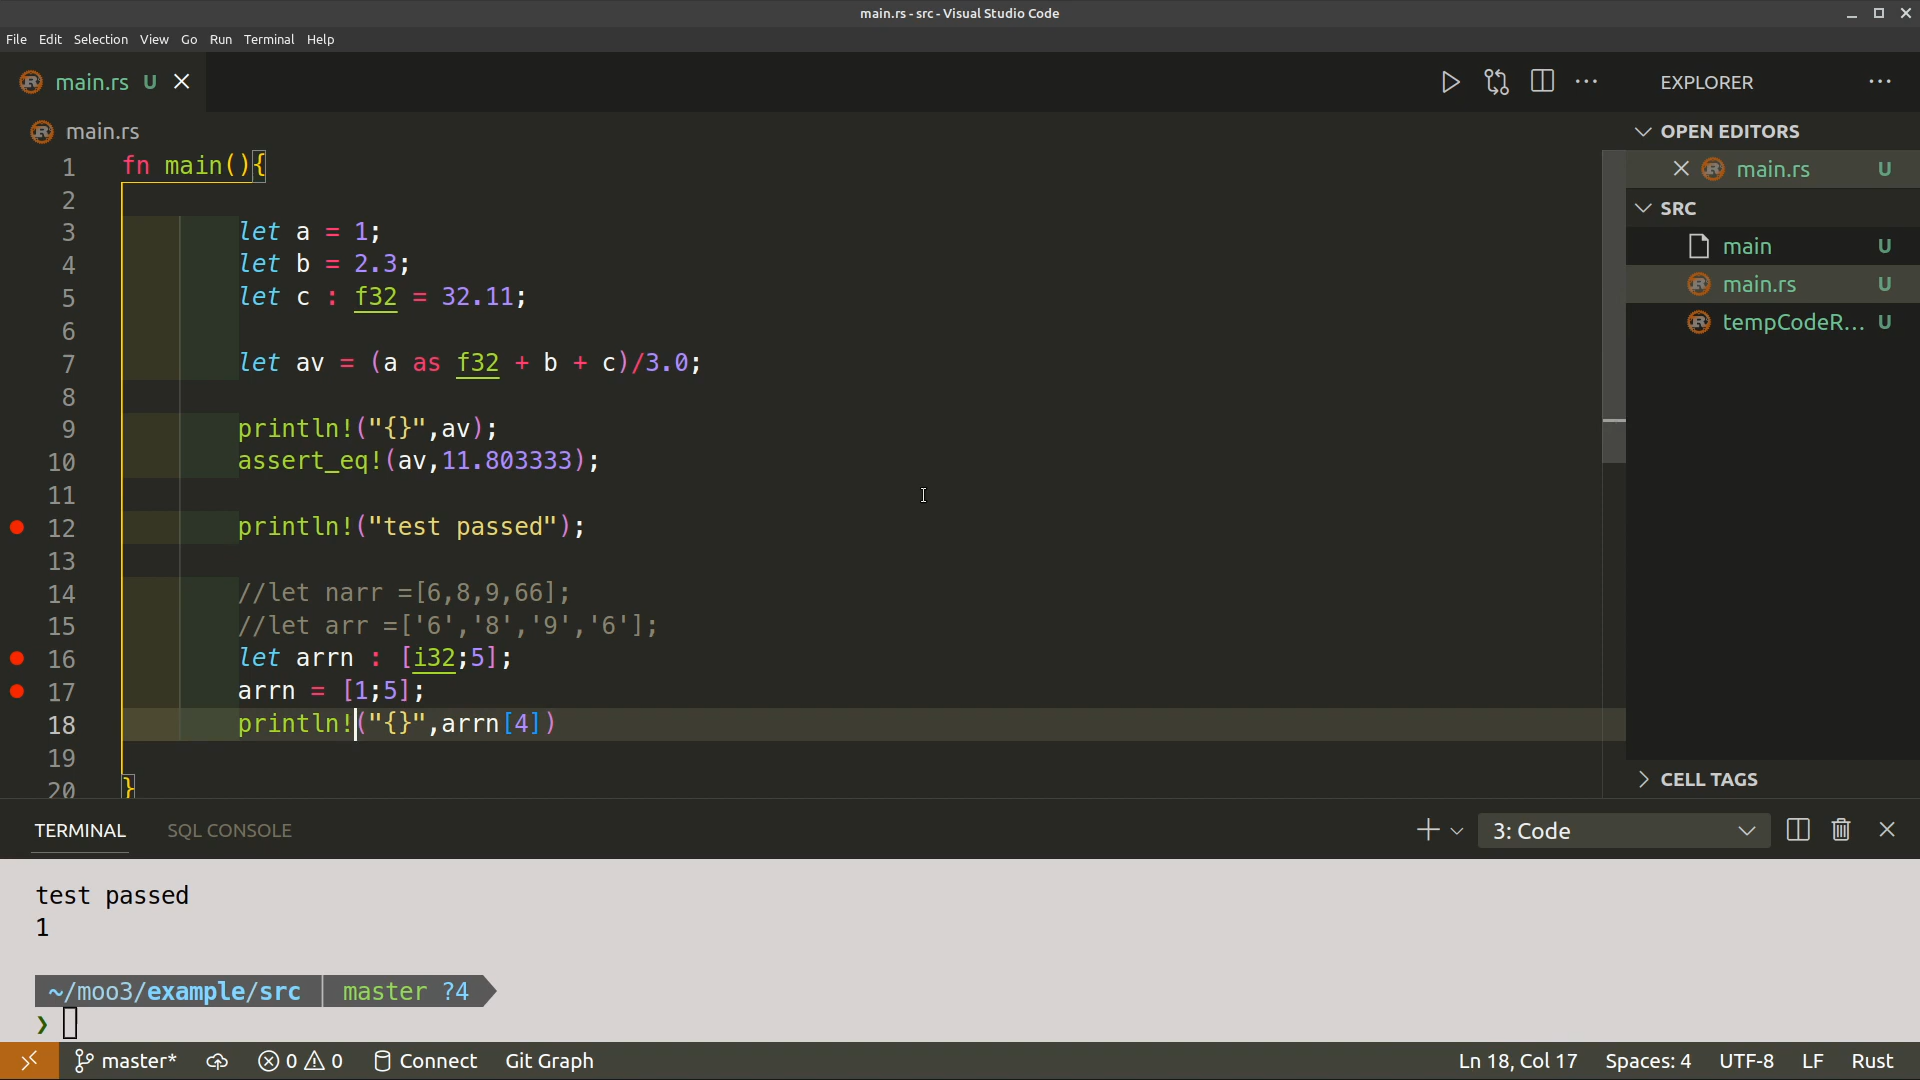 main.rs - src - Visual Studio Code
File Edit Selection View Go Run Terminal Help
main.rs U
EXPLORER
main.rs
OPEN EDITORS
main.rs U
SRC
main U
main.rs U
tempCodeR... U
CELL TAGS
1 fn main(){
2
3 let a = 1;
4 let b = 2.3;
5 let c : f32 = 32.11;
6
7 let av = (a as f32 + b + c)/3.0;
8
9 println!("{}",av);
10 assert_eq!(av,11.803333);
11
12 println!("test passed");
13
14 //let narr =[6,8,9,66];
15 //let arr =['6','8','9','6'];
16 let arrn : [i32;5];
17 arrn = [1;5];
18 println!("{}",arrn[4])
19
20 }
TERMINAL SQL CONSOLE
3: Code
test passed
1
~/moo3/example/src master ?4
❯
master* 0 0 Connect Git Graph Ln 18, Col 17 Spaces: 4 UTF-8 LF Rust